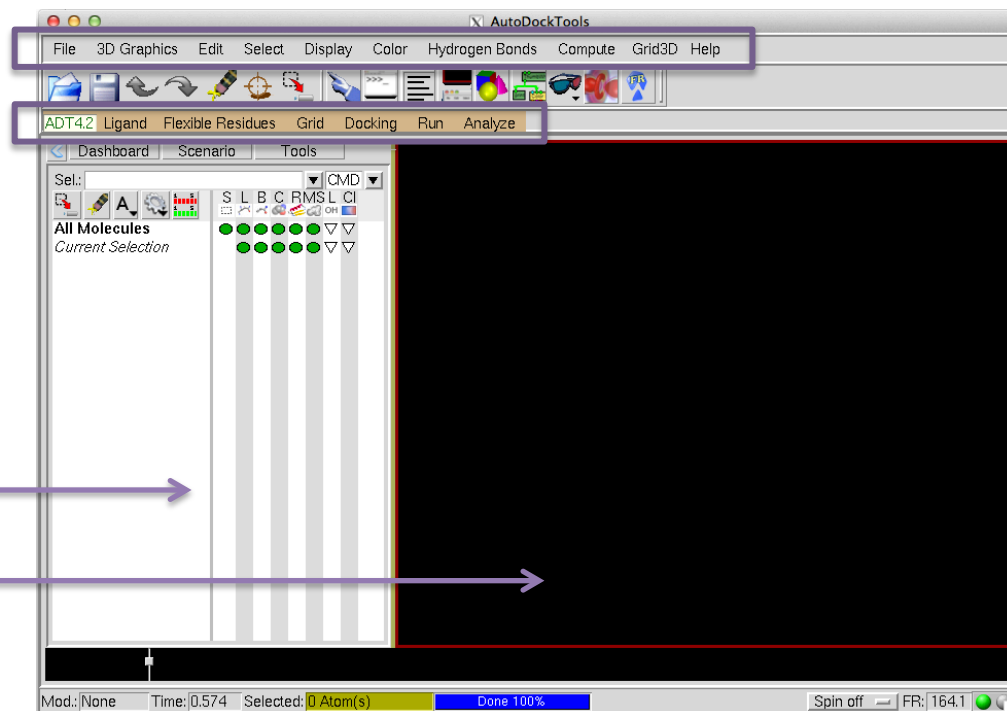 AutoDockTools
File 3D Graphics Edit Select Display Color Hydrogen Bonds Compute Grid3D Help
ADT4.2 Ligand Flexible Residues Grid Docking Run Analyze
Dashboard Scenario Tools
Sel.: CMD
S L B C R MS L Cl
All Molecules
Current Selection
Mod.: None Time: 0.574 Selected: 0 Atom(s) Done 100% Spin off FR: 164.1